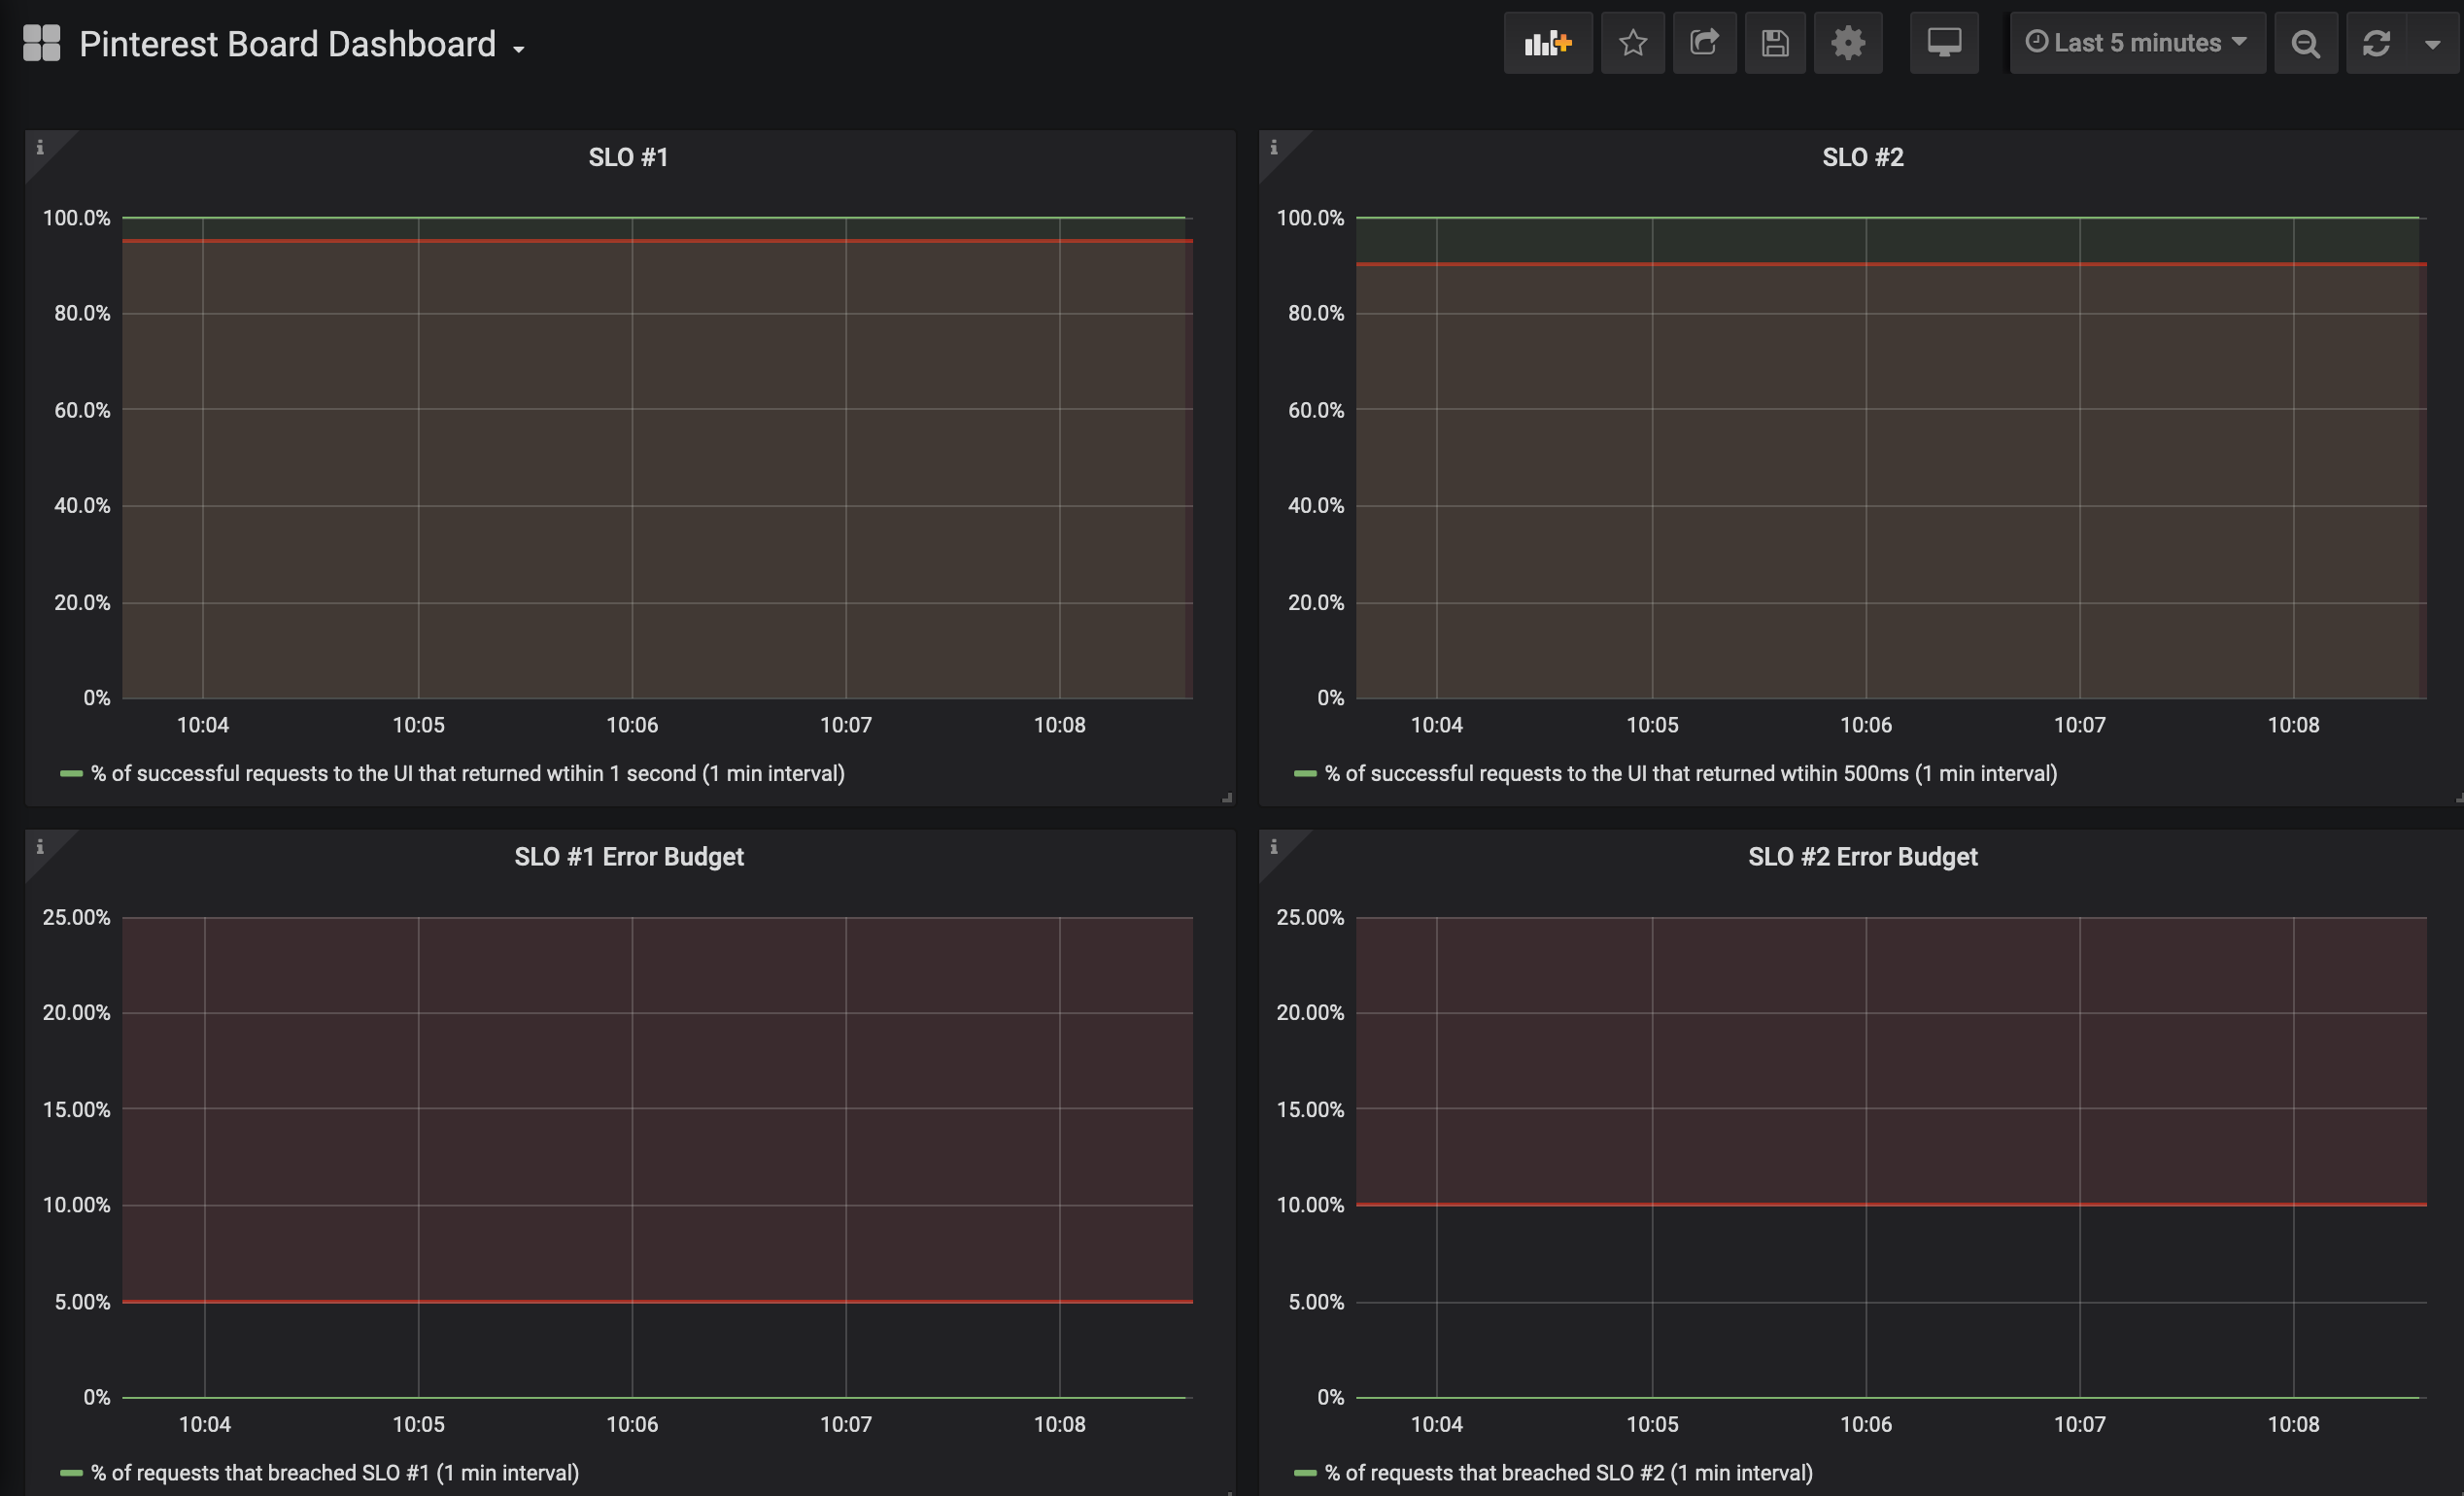 Pinterest Board Dashboard
Last 5 minutes
SLO #1
100.0%
80.0%
60.0%
40.0%
20.0%
0%
10:04 10:05 10:06 10:07 10:08
% of successful requests to the UI that returned wtihin 1 second (1 min interval)
SLO #2
100.0%
80.0%
60.0%
40.0%
20.0%
0%
10:04 10:05 10:06 10:07 10:08
% of successful requests to the UI that returned wtihin 500ms (1 min interval)
SLO #1 Error Budget
25.00%
20.00%
15.00%
10.00%
5.00%
0%
10:04 10:05 10:06 10:07 10:08
% of requests that breached SLO #1 (1 min interval)
SLO #2 Error Budget
25.00%
20.00%
15.00%
10.00%
5.00%
0%
10:04 10:05 10:06 10:07 10:08
% of requests that breached SLO #2 (1 min interval)